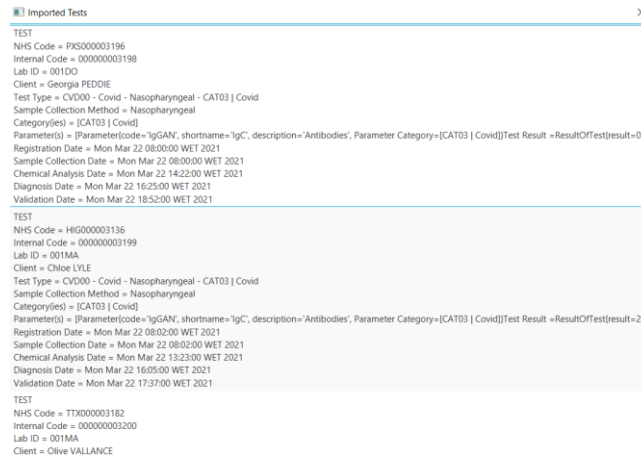 Imported Tests
TEST
NHS Code = PXS000003196
Internal Code = 000000003198
Lab ID = 001DO
Client = Georgia PEDDIE
Test Type = CVD00 - Covid - Nasopharyngeal - CAT03 | Covid
Sample Collection Method = Nasopharyngeal
Category(ies) = [CAT03 | Covid]
Parameter(s) = [Parameter{code='IgGAN', shortname='IgC', description='Antibodies', Parameter Category=[CAT03 | Covid]}Test Result =ResultOfTest{result=0
Registration Date = Mon Mar 22 08:00:00 WET 2021
Sample Collection Date = Mon Mar 22 08:00:00 WET 2021
Chemical Analysis Date = Mon Mar 22 14:22:00 WET 2021
Diagnosis Date = Mon Mar 22 16:25:00 WET 2021
Validation Date = Mon Mar 22 18:52:00 WET 2021
TEST
NHS Code = HIG000003136
Internal Code = 000000003199
Lab ID = 001MA
Client = Chloe LYLE
Test Type = CVD00 - Covid - Nasopharyngeal - CAT03 | Covid
Sample Collection Method = Nasopharyngeal
Category(ies) = [CAT03 | Covid]
Parameter(s) = [Parameter{code='IgGAN', shortname='IgC', description='Antibodies', Parameter Category=[CAT03 | Covid]}Test Result =ResultOfTest{result=2
Registration Date = Mon Mar 22 08:02:00 WET 2021
Sample Collection Date = Mon Mar 22 08:02:00 WET 2021
Chemical Analysis Date = Mon Mar 22 13:23:00 WET 2021
Diagnosis Date = Mon Mar 22 16:05:00 WET 2021
Validation Date = Mon Mar 22 17:37:00 WET 2021
TEST
NHS Code = TTX000003182
Internal Code = 000000003200
Lab ID = 001MA
Client = Olive VALLANCE